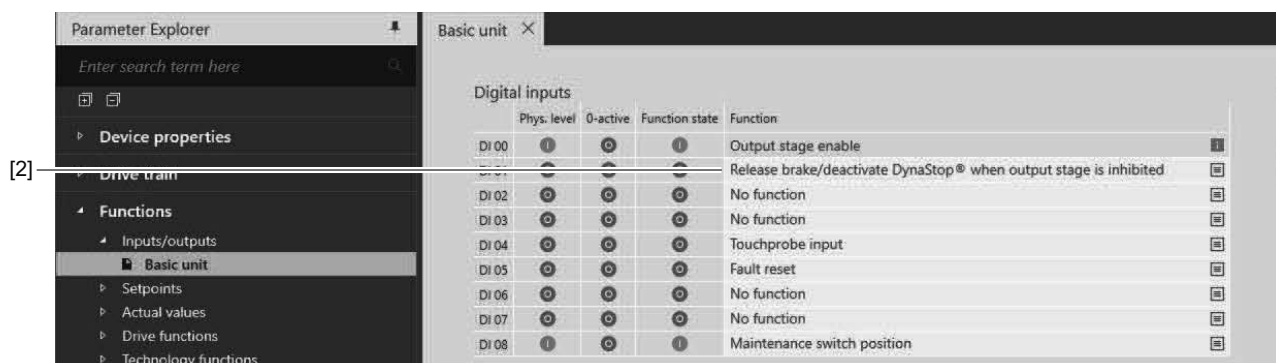 Parameter Explorer
Enter search term here
Device properties
Drive train
Functions
Inputs/outputs
Basic unit
Setpoints
Actual values
Drive functions
Technology functions
[2]
Basic unit
Digital inputs
Phys. level 0-active Function state Function
DI 00 Output stage enable
DI 01 Release brake/deactivate DynaStop® when output stage is inhibited
DI 02 No function
DI 03 No function
DI 04 Touchprobe input
DI 05 Fault reset
DI 06 No function
DI 07 No function
DI 08 Maintenance switch position